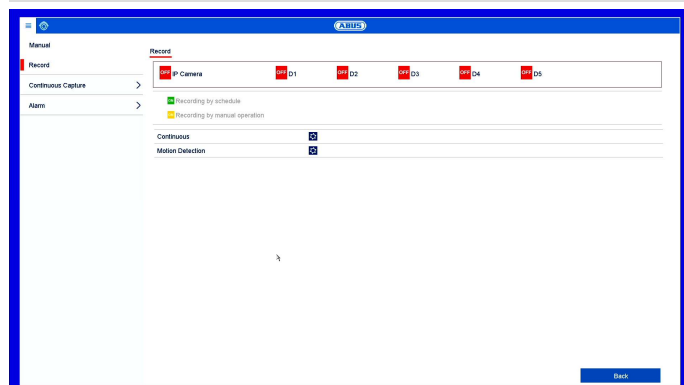 ABUS
Manual
Record
Record
OFF IP Camera OFF D1 OFF D2 OFF D3 OFF D4 OFF D5
Continuous Capture
ON Recording by schedule
Alarm
Recording by manual operation
Continuous
Motion Detection
Back